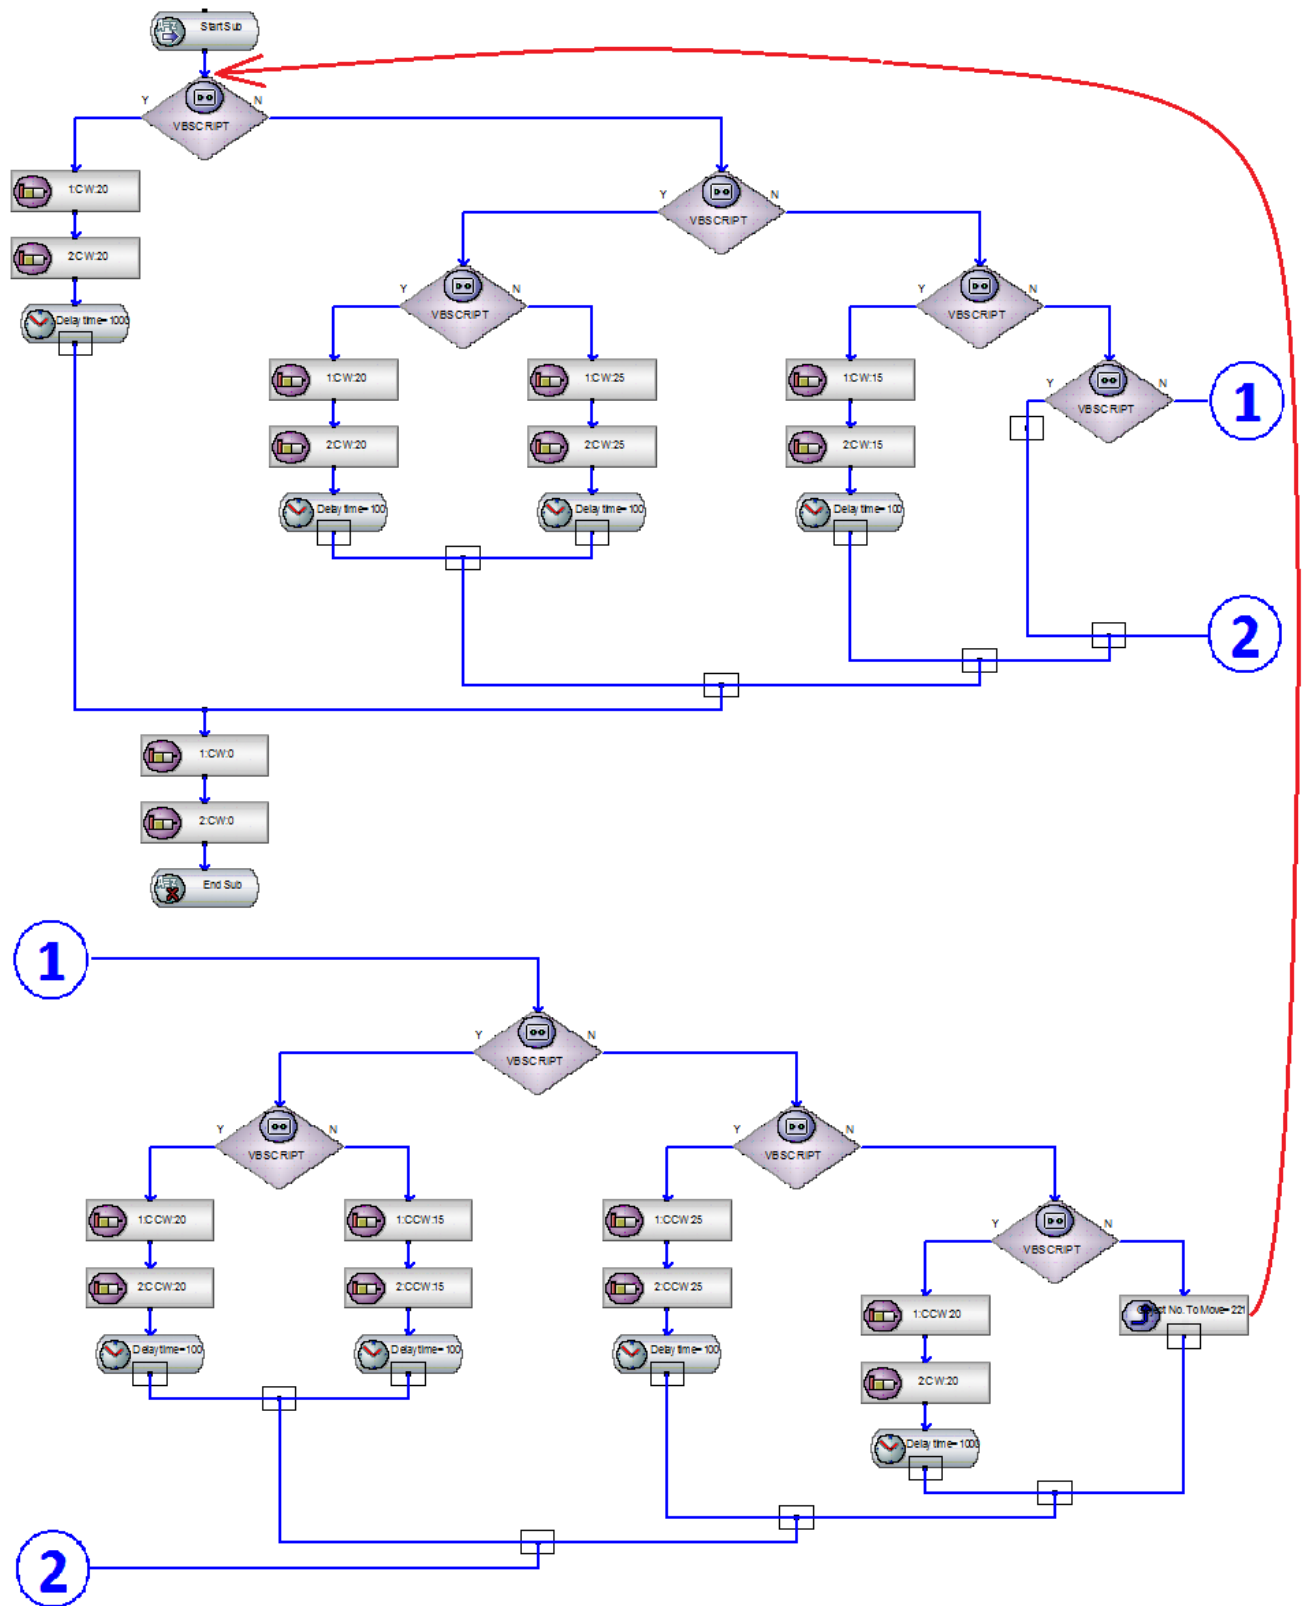 Start Sub
Y N
VBSCRIPT
1:CW:20
2:CW:20
Delay time= 1000
Y N
VBSCRIPT
Y N
VBSCRIPT
Y N
VBSCRIPT
1:CW:20
1:CW:25
1:CW:15
Y N
VBSCRIPT
1
2:CW:20
2:CW:25
2:CW:15
Delay time= 100
Delay time= 100
Delay time= 100
2
1:CW:0
2:CW:0
End Sub
1
Y N
VBSCRIPT
Y N
VBSCRIPT
Y N
VBSCRIPT
1:CCW:20
1:CCW:15
1:CCW:25
Y N
VBSCRIPT
2:CCW:20
2:CCW:15
2:CCW:25
1:CCW:20
No. To Move= 221
Delay time= 100
Delay time= 100
Delay time= 100
2:CW:20
Delay time= 1000
2